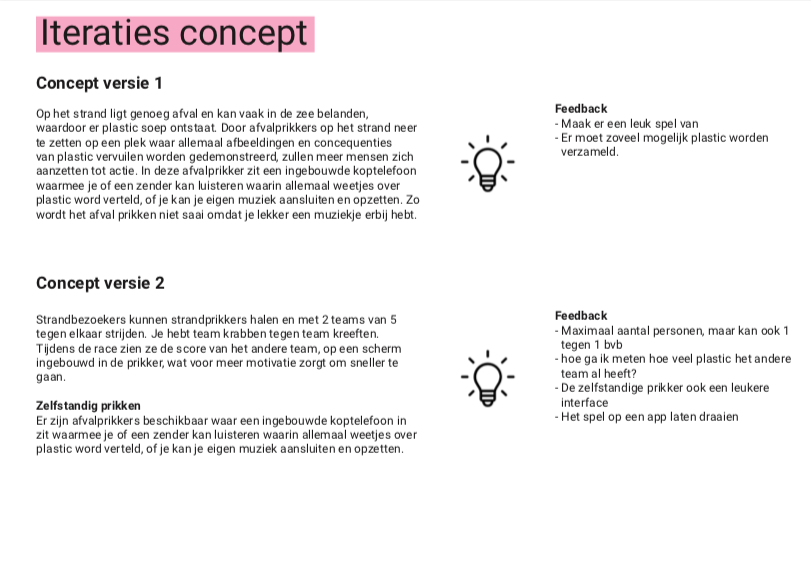 Iteraties concept
Concept versie 1
Op het strand ligt genoeg afval en kan vaak in de zee belanden,
waardoor er plastic soep ontstaat. Door afvalprikkers op het strand neer
te zetten op een plek waar allemaal afbeeldingen en concequenties
van plastic vervuilen worden gedemonstreerd, zullen meer mensen zich
aanzetten tot actie. In deze afvalprikker zit een ingebouwde koptelefoon
waarmee je of een zender kan luisteren waarin allemaal weetjes over
plastic word verteld, of je kan je eigen muziek aansluiten en opzetten. Zo
wordt het afval prikken niet saai omdat je lekker een muziekje erbij hebt.
Feedback
- Maak er een leuk spel van
- Er moet zoveel mogelijk plastic worden
verzameld.
Concept versie 2
Strandbezoekers kunnen strandprikkers halen en met 2 teams van 5
tegen elkaar strijden. Je hebt team krabben tegen team kreeften.
Tijdens de race zien ze de score van het andere team, op een scherm
ingebouwd in de prikker, wat voor meer motivatie zorgt om sneller te
gaan.
Zelfstandig prikken
Er zijn afvalprikkers beschikbaar waar een ingebouwde koptelefoon in
zit waarmee je of een zender kan luisteren waarin allemaal weetjes over
plastic word verteld, of je kan je eigen muziek aansluiten en opzetten.
Feedback
- Maximaal aantal personen, maar kan ook 1
tegen 1 bvb
- hoe ga ik meten hoe veel plastic het andere
team al heeft?
- De zelfstandige prikker ook een leukere
interface
- Het spel op een app laten draaien